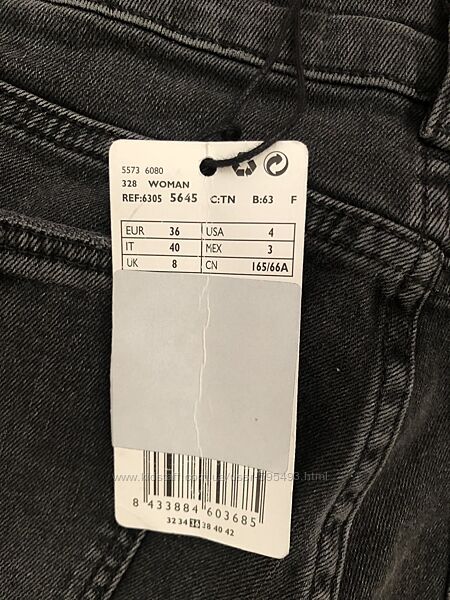 5573 6080
328 WOMAN
REF:6305 5645 C:TN B:63 F
EUR 36 USA 4
IT 40 MEX 3
UK 8 CN 165/66A
8 433884 603685
32 34 36 38 40 42